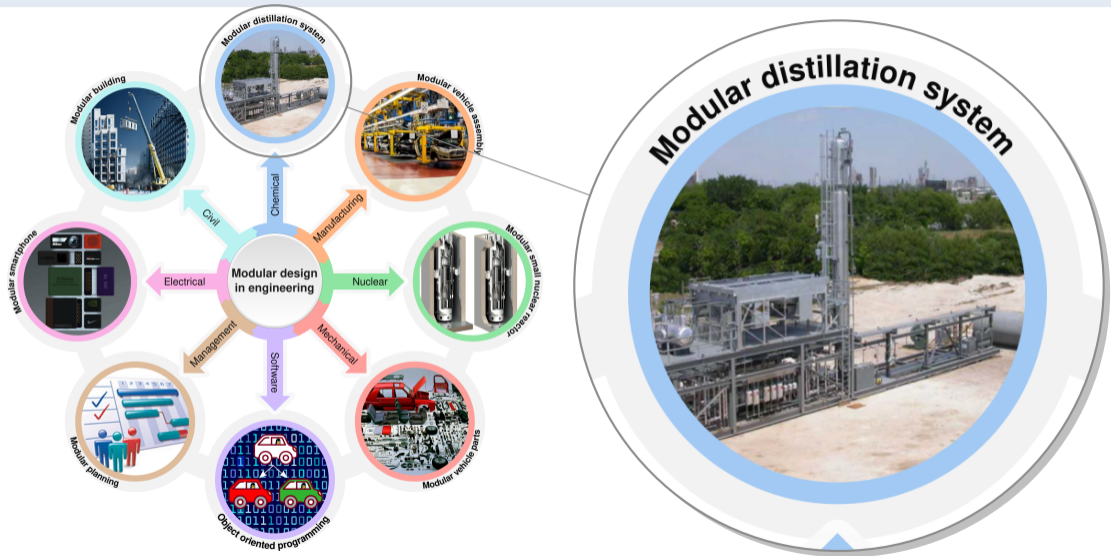 Modular distillation system
Modular building
Modular vehicle assembly
Modular smartphone
Modular small nuclear reactor
Modular planning
Modular vehicle parts
Object oriented programming
Chemical
Civil
Manufacturing
Electrical
Modular design
in engineering
Nuclear
Management
Mechanical
Software
Modular distillation system